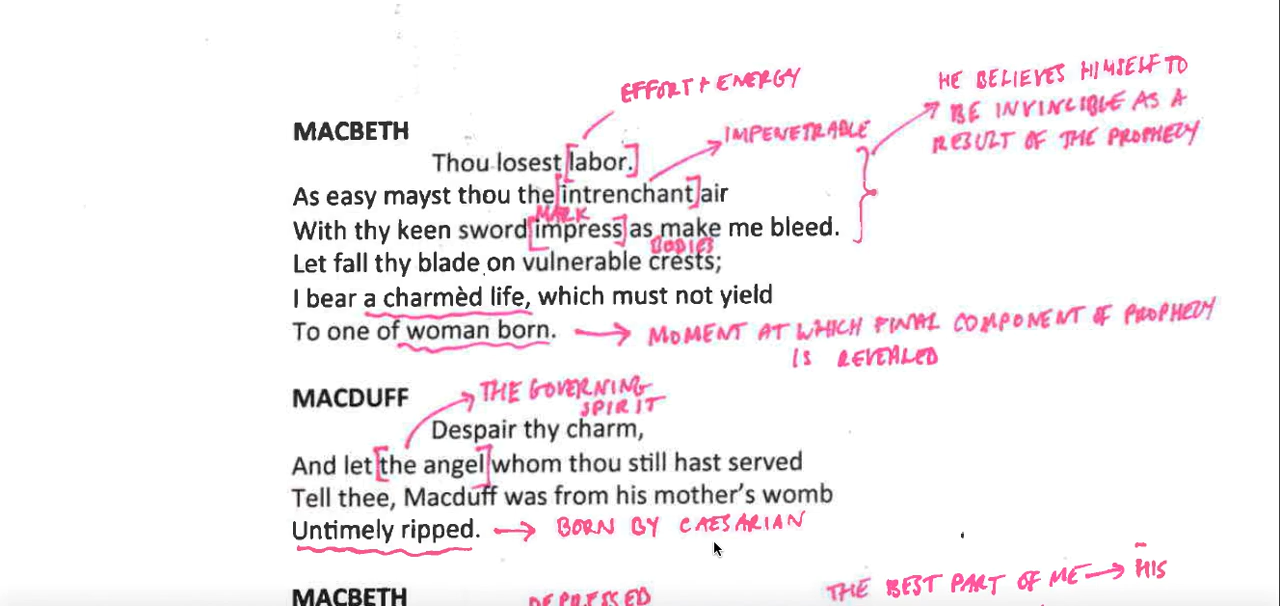 EFFORT + ENERGY
HE BELIEVES HIMSELF TO
BE INVINCIBLE AS A
RESULT OF THE PROPHECY
IMPENETRABLE
MACBETH
Thou losest [labor.]
As easy mayst thou the [intrenchant] air
MARK
With thy keen sword [impress] as make me bleed.
BODIES
Let fall thy blade on vulnerable crests;
I bear a charmèd life, which must not yield
To one of woman born. → MOMENT AT WHICH FINAL COMPONENT OF PROPHECY
IS REVEALED
THE GOVERNING
SPIRIT
MACDUFF
Despair thy charm,
And let [the angel] whom thou still hast served
Tell thee, Macduff was from his mother's womb
Untimely ripped. → BORN BY CAESARIAN
THE BEST PART OF ME → HIS
MACBETH
DEPRESSED